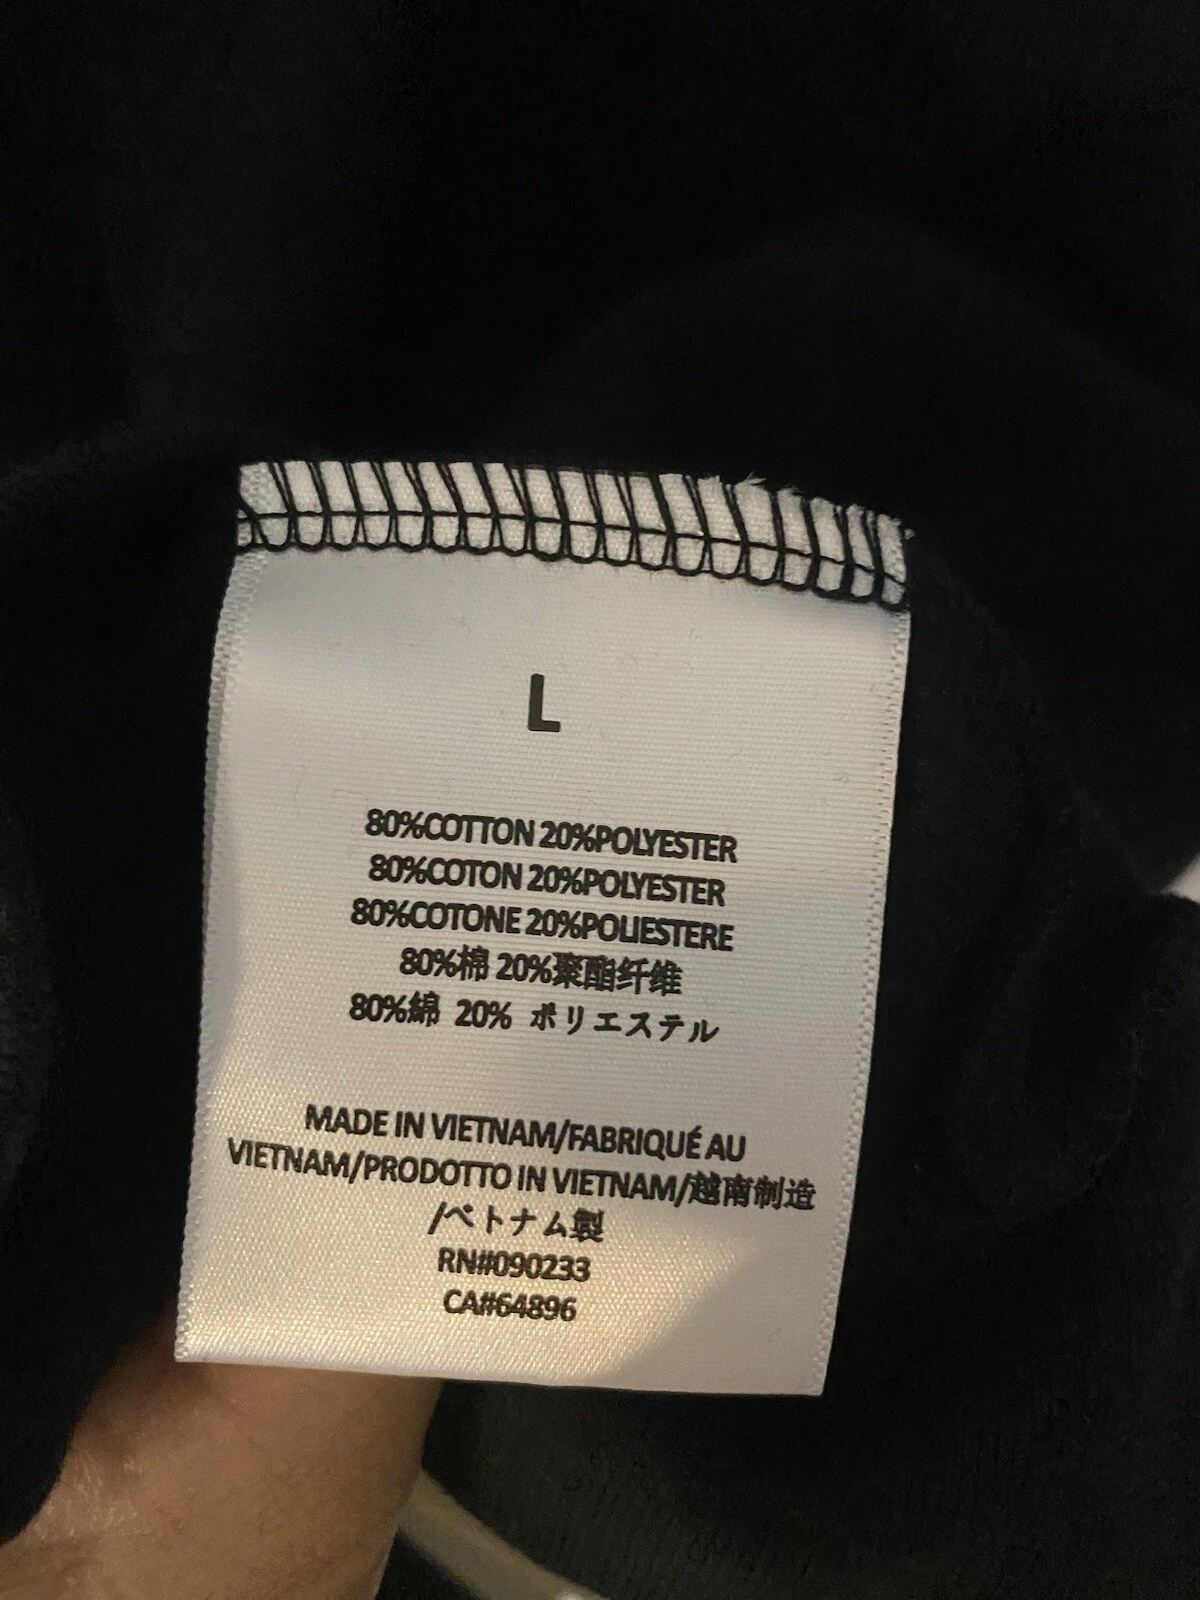 L
80%COTTON 20%POLYESTER
80%COTON 20%POLYESTER
80%COTONE 20%POLIESTERE
80%棉 20%聚酯纤维
80%綿 20% ポリエステル
MADE IN VIETNAM/FABRIQUÉ AU
VIETNAM/PRODOTTO IN VIETNAM/越南制造
/ベトナム製
RN#090233
CA#64896